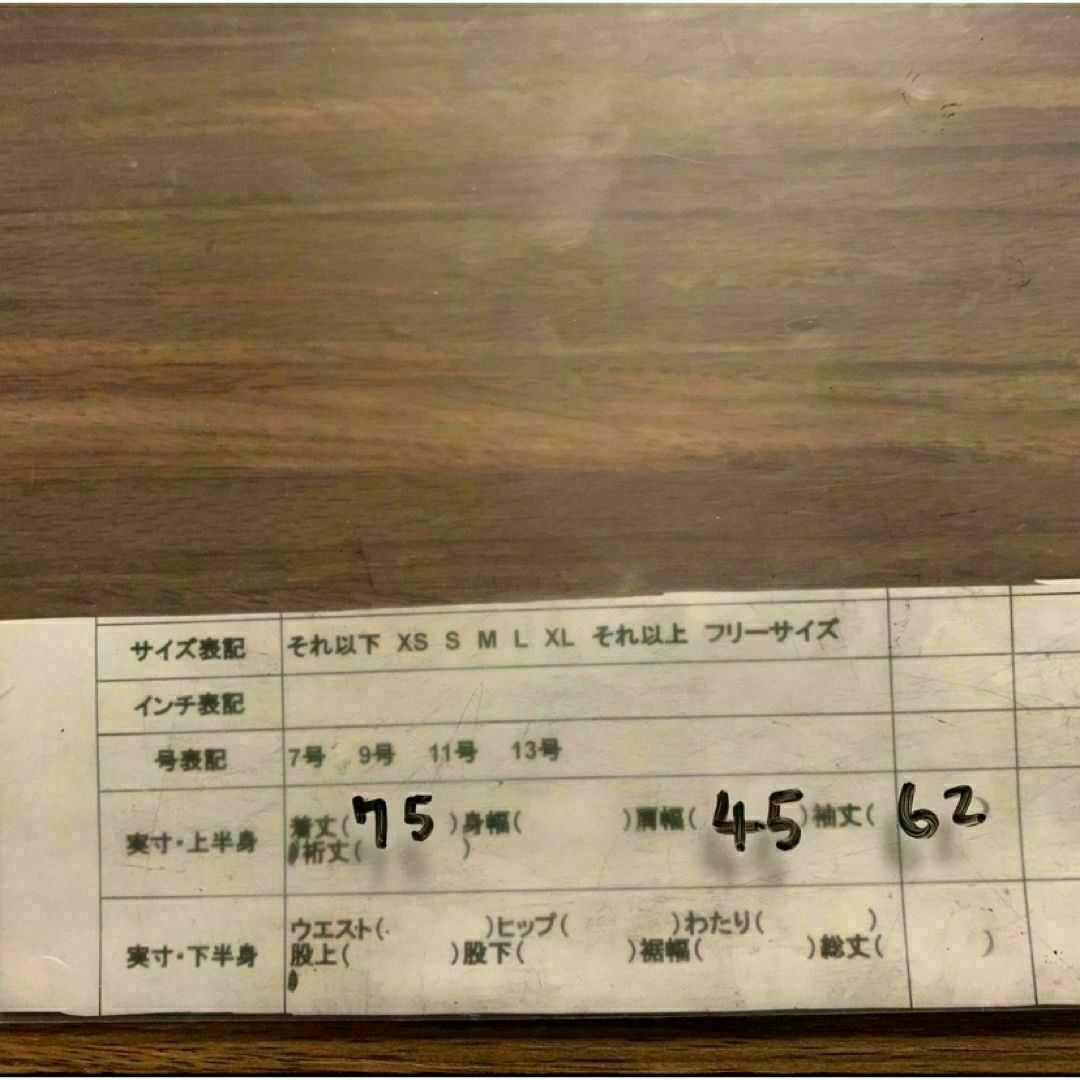 サイズ表記 それ以下 XS S M L XL それ以上 フリーサイズ
インチ表記
号表記 7号 9号 11号 13号
実寸・上半身 着丈( 75 )身幅( )肩幅( 45 )袖丈( 62 )
裄丈( )
実寸・下半身 ウエスト( )ヒップ( )わたり( )
股上( )股下( )裾幅( )総丈( )